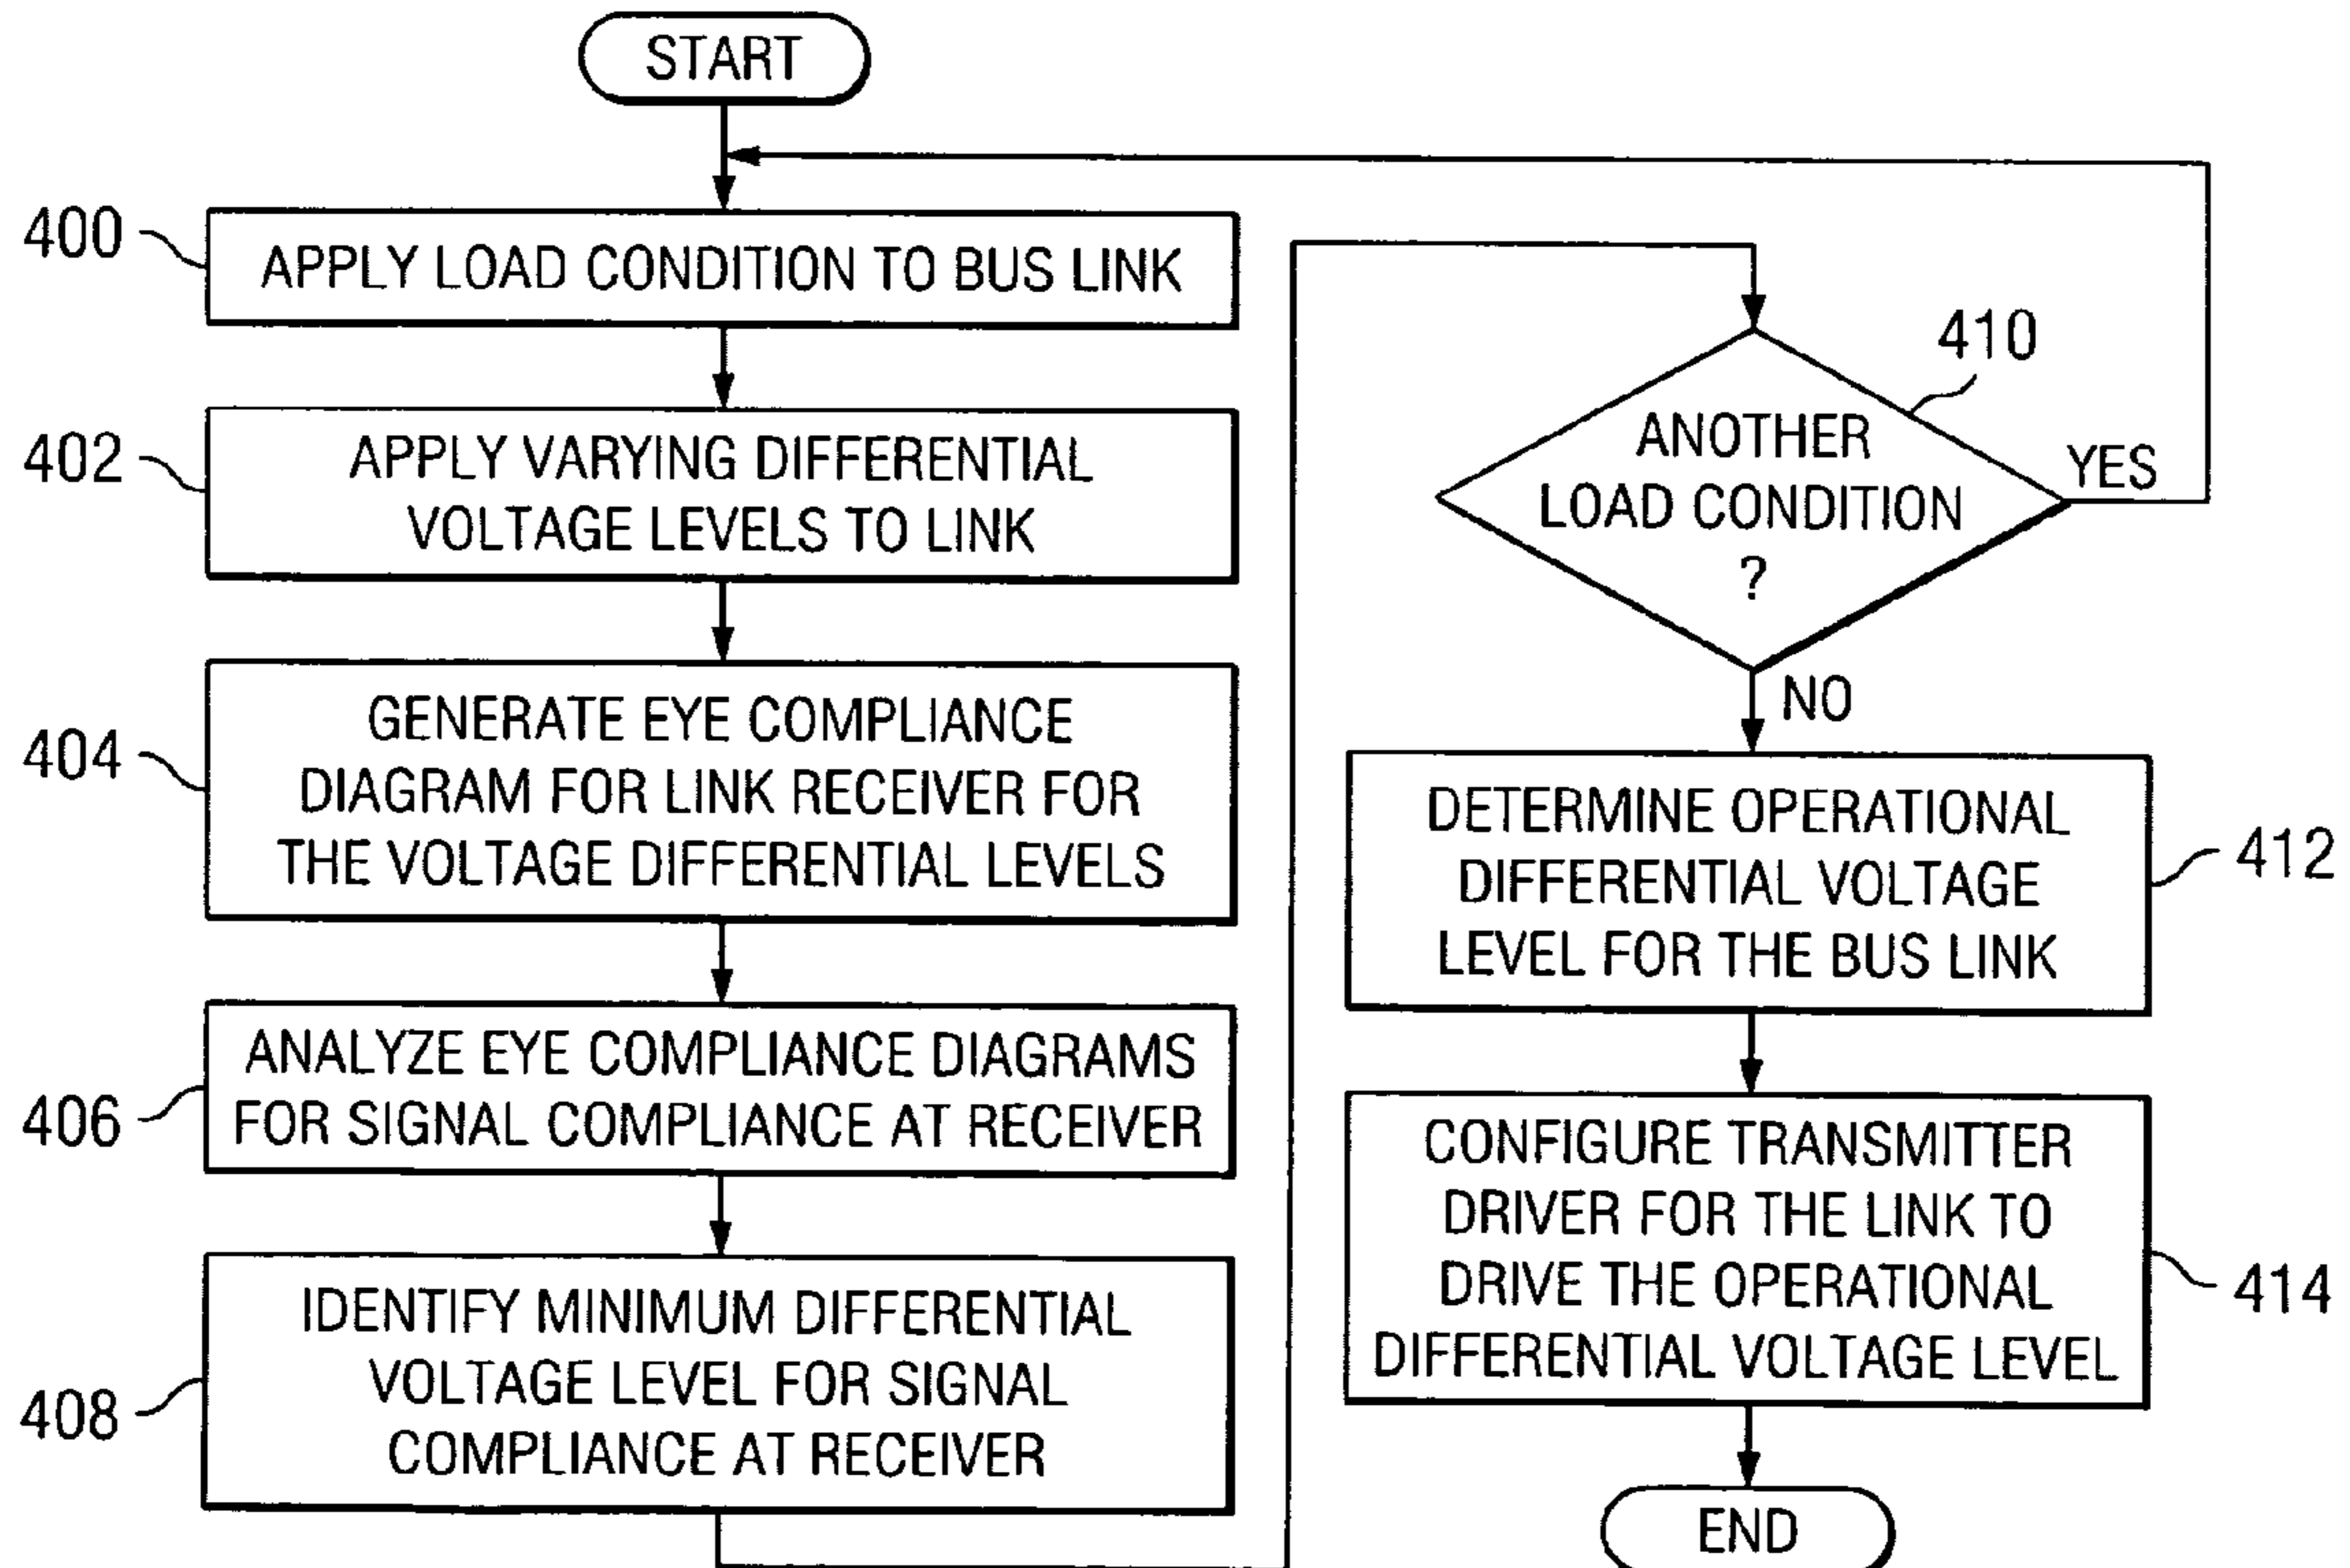 START
400
APPLY LOAD CONDITION TO BUS LINK
402
APPLY VARYING DIFFERENTIAL
VOLTAGE LEVELS TO LINK
404
GENERATE EYE COMPLIANCE
DIAGRAM FOR LINK RECEIVER FOR
THE VOLTAGE DIFFERENTIAL LEVELS
406
ANALYZE EYE COMPLIANCE DIAGRAMS
FOR SIGNAL COMPLIANCE AT RECEIVER
408
IDENTIFY MINIMUM DIFFERENTIAL
VOLTAGE LEVEL FOR SIGNAL
COMPLIANCE AT RECEIVER
410
ANOTHER
LOAD CONDITION
?
YES
NO
DETERMINE OPERATIONAL
DIFFERENTIAL VOLTAGE
LEVEL FOR THE BUS LINK
412
CONFIGURE TRANSMITTER
DRIVER FOR THE LINK TO
DRIVE THE OPERATIONAL
DIFFERENTIAL VOLTAGE LEVEL
414
END